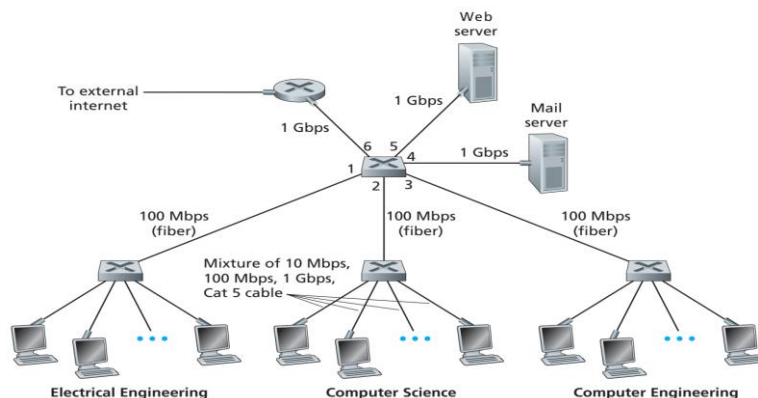 Web
server
To external
internet
1 Gbps
Mail
server
1 Gbps
6
5
4
1 Gbps
1
2
3
100 Mbps
(fiber)
100 Mbps
(fiber)
100 Mbps
(fiber)
Mixture of 10 Mbps,
100 Mbps, 1 Gbps,
Cat 5 cable
Electrical Engineering
Computer Science
Computer Engineering